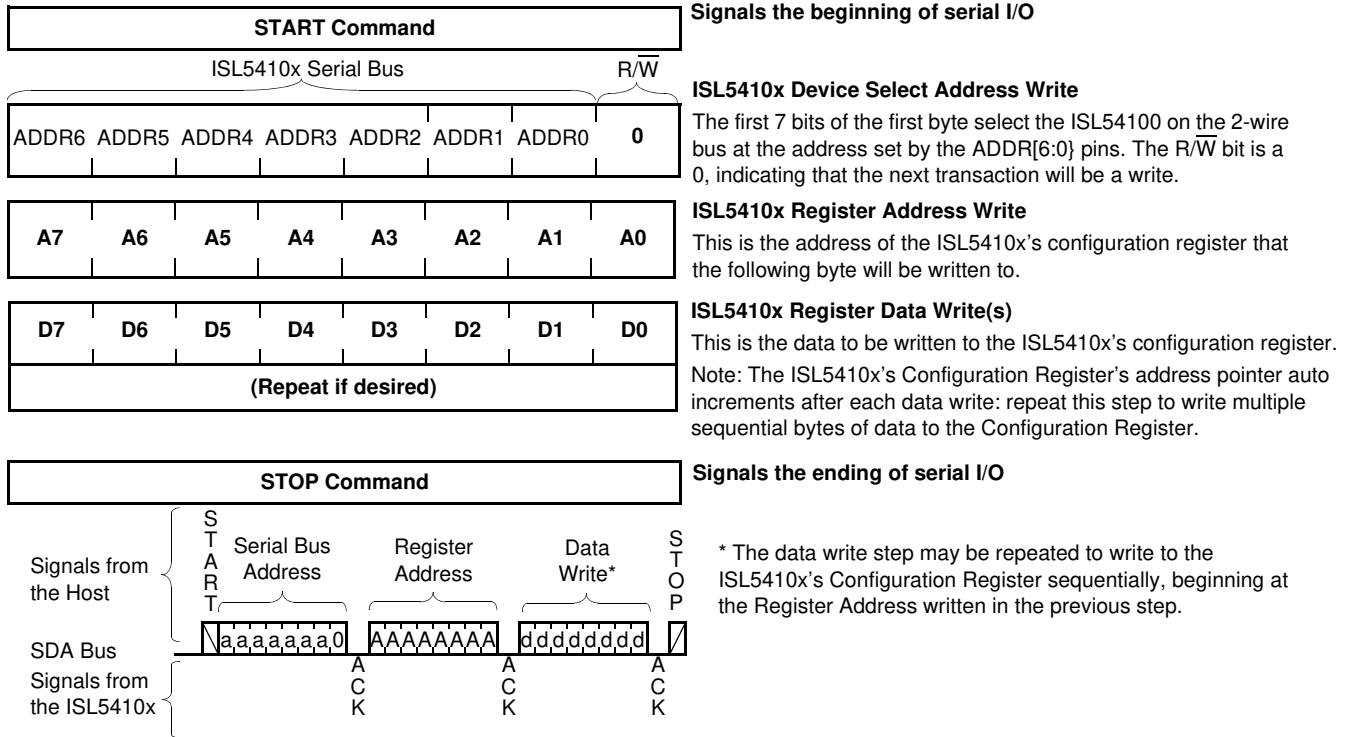 START Command
Signals the beginning of serial I/O
ISL5410x Serial Bus
R/W
ADDR6 ADDR5 ADDR4 ADDR3 ADDR2 ADDR1 ADDR0 0
ISL5410x Device Select Address Write
The first 7 bits of the first byte select the ISL54100 on the 2-wire
bus at the address set by the ADDR[6:0} pins. The R/W bit is a
0, indicating that the next transaction will be a write.
A7 A6 A5 A4 A3 A2 A1 A0
ISL5410x Register Address Write
This is the address of the ISL5410x's configuration register that
the following byte will be written to.
D7 D6 D5 D4 D3 D2 D1 D0
(Repeat if desired)
ISL5410x Register Data Write(s)
This is the data to be written to the ISL5410x's configuration register.
Note: The ISL5410x's Configuration Register's address pointer auto
increments after each data write: repeat this step to write multiple
sequential bytes of data to the Configuration Register.
STOP Command
Signals the ending of serial I/O
Signals from
the Host
START
Serial Bus
Address
Register
Address
Data
Write*
STOP
* The data write step may be repeated to write to the
ISL5410x's Configuration Register sequentially, beginning at
the Register Address written in the previous step.
SDA Bus
a a a a a a a 0 A A A A A A A A d d d d d d d d
Signals from
the ISL5410x
ACK
ACK
ACK